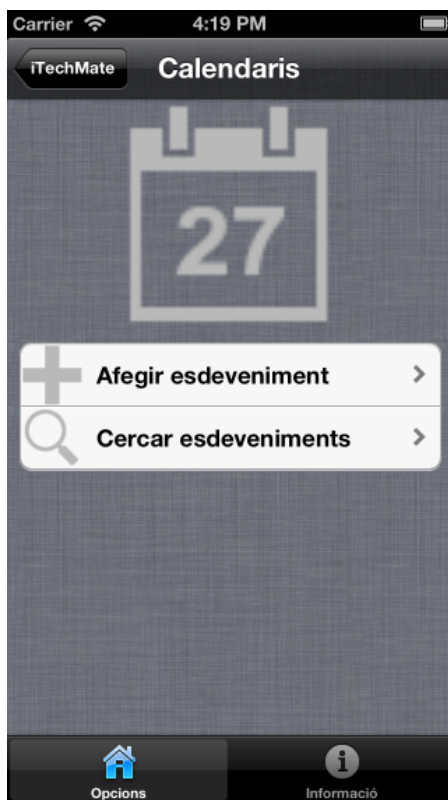 Carrier 4:19 PM
iTechMate Calendaris
27
Afegir esdeveniment
Cercar esdeveniments
Opcions Informació